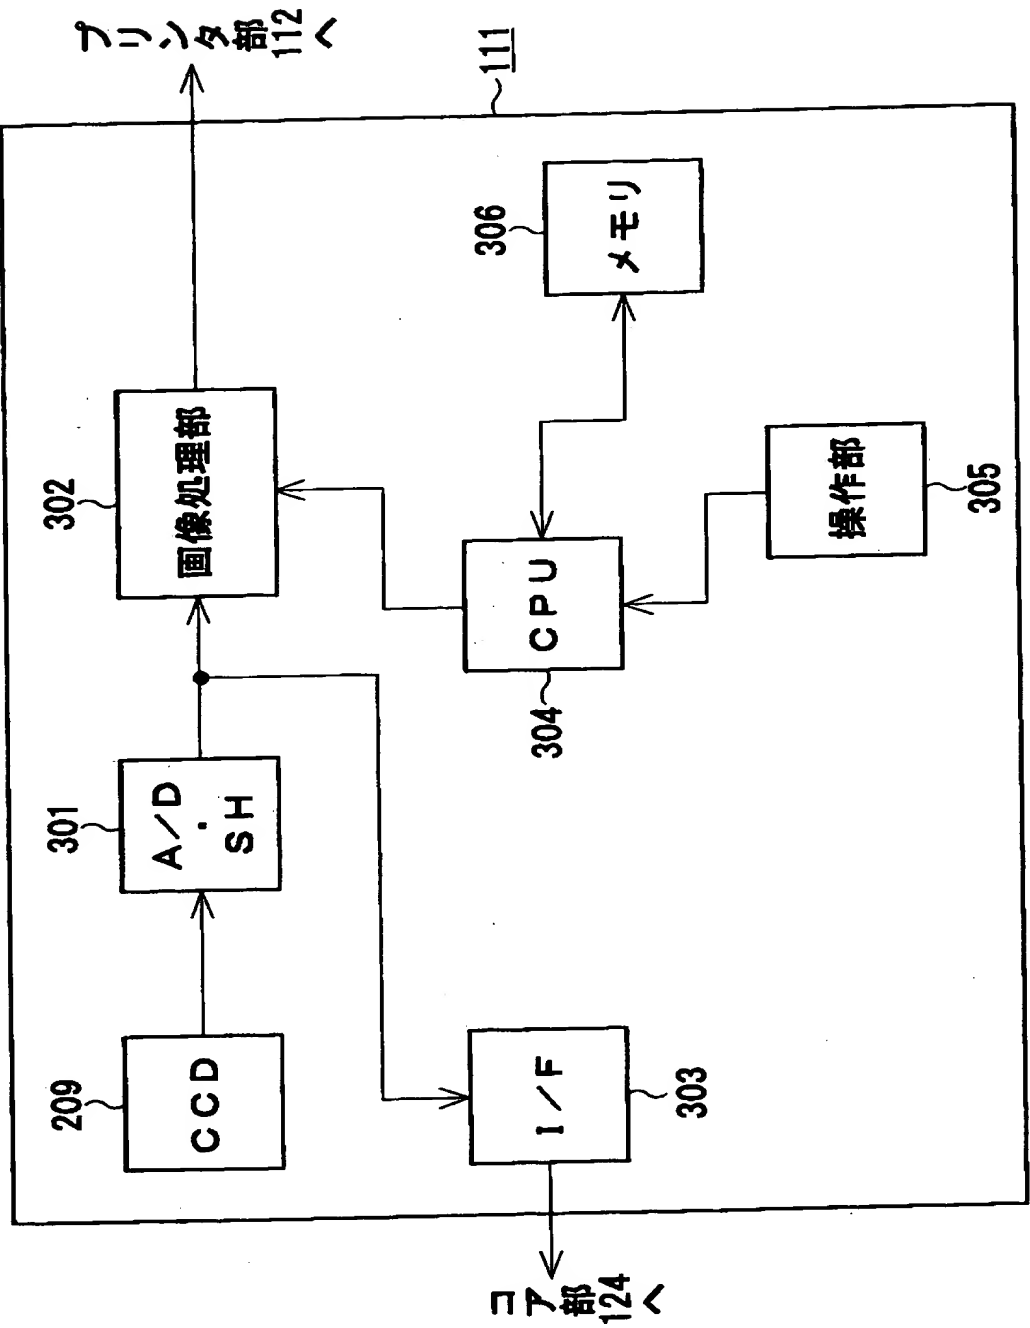 209
301
302
CCD
A/D
・
SH
画像処理部
プリンタ部112へ
コア部124へ
I/F
303
304
CPU
306
メモリ
111
操作部
305